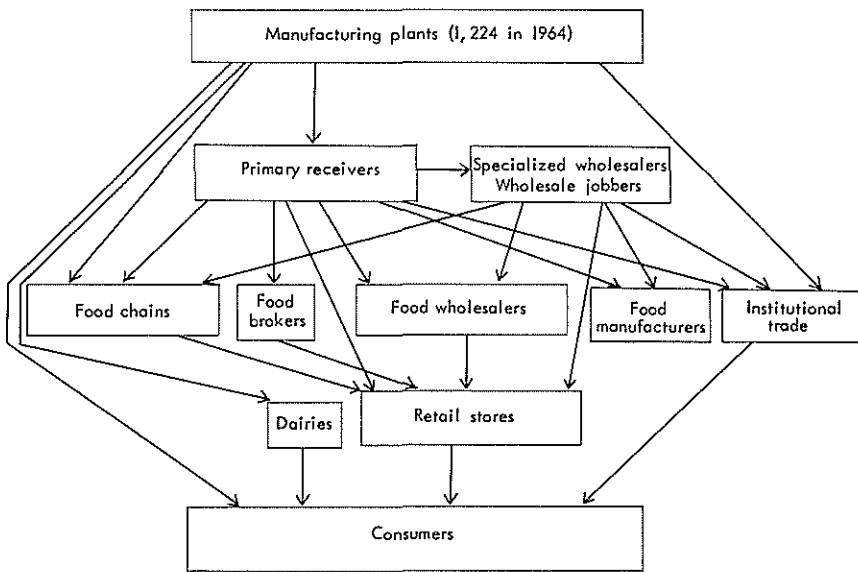 Manufacturing plants (1,224 in 1964)
Primary receivers
Specialized wholesalers
Wholesale jobbers
Food chains
Food
brokers
Food wholesalers
Food
manufacturers
Institutional
trade
Dairies
Retail stores
Consumers